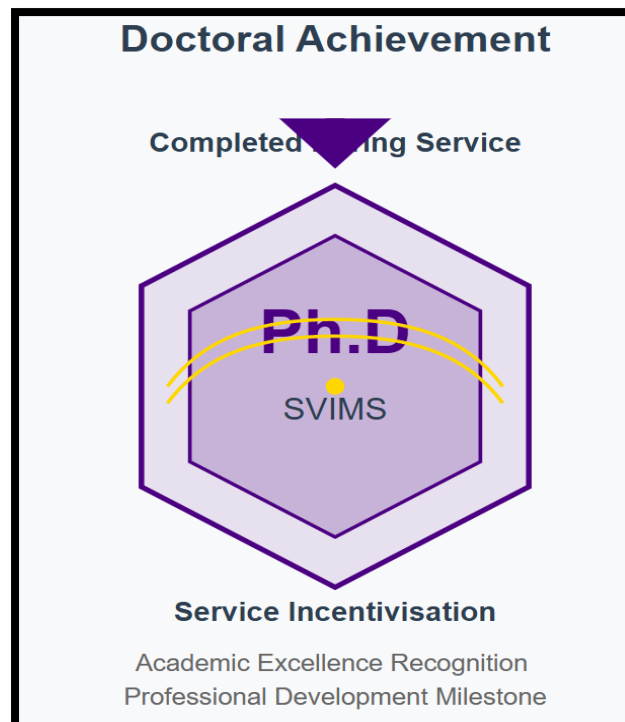 Doctoral Achievement
Completed Service
Ph.D
SVIMS
Service Incentivisation
Academic Excellence Recognition
Professional Development Milestone